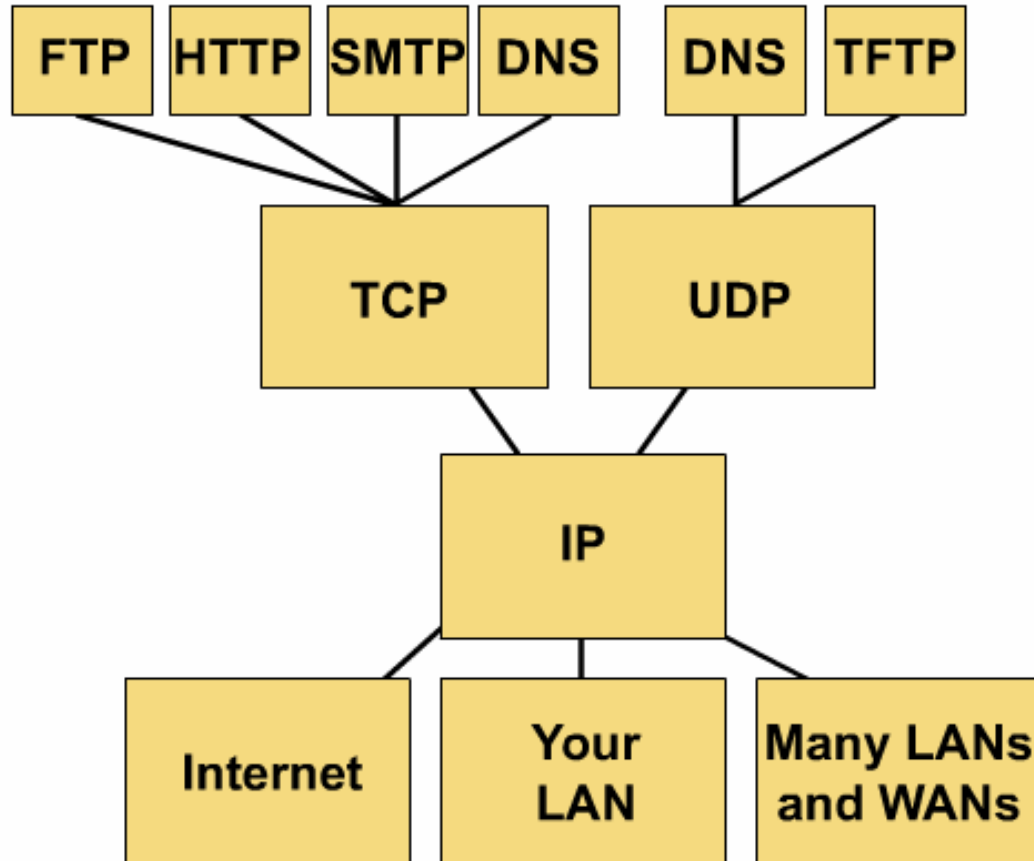 FTP
HTTP
SMTP
DNS
DNS
TFTP
TCP
UDP
IP
Internet
Your
LAN
Many LANs
and WANs